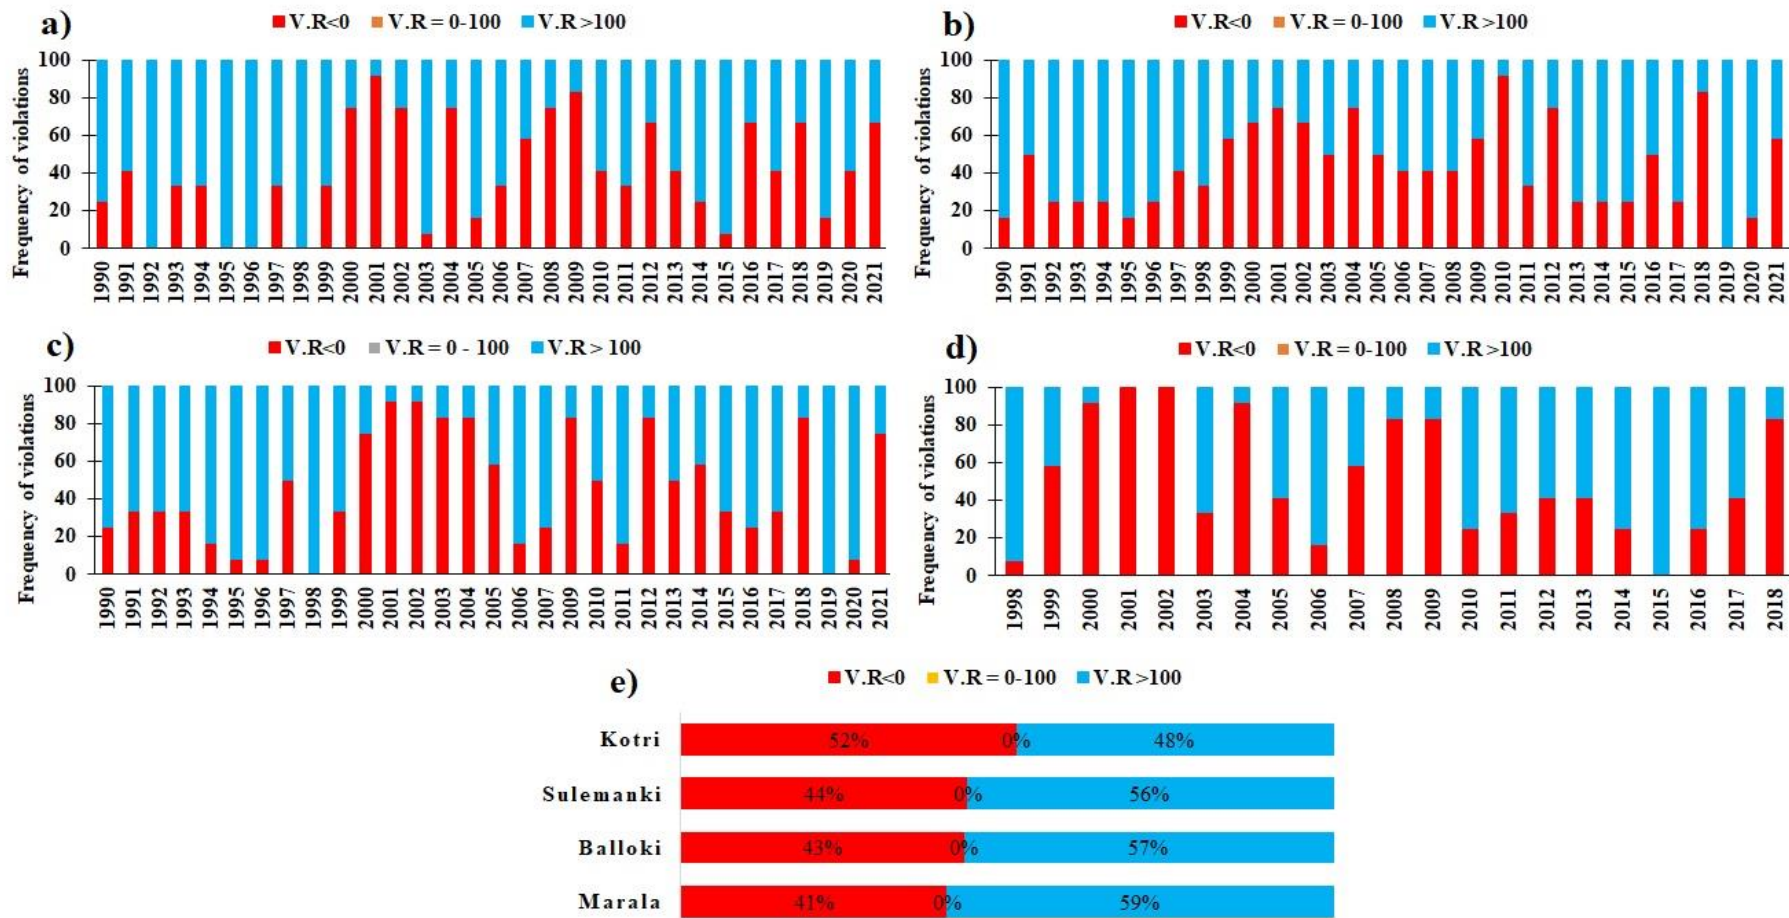 a)
V.R<0 V.R = 0-100 V.R >100
Frequency of violations
100
80
60
40
20
0
1990 1991 1992 1993 1994 1995 1996 1997 1998 1999 2000 2001 2002 2003 2004 2005 2006 2007 2008 2009 2010 2011 2012 2013 2014 2015 2016 2017 2018 2019 2020 2021
b)
V.R<0 V.R = 0-100 V.R >100
Frequency of violations
100
80
60
40
20
0
1990 1991 1992 1993 1994 1995 1996 1997 1998 1999 2000 2001 2002 2003 2004 2005 2006 2007 2008 2009 2010 2011 2012 2013 2014 2015 2016 2017 2018 2019 2020 2021
c)
V.R<0 V.R = 0 - 100 V.R > 100
Frequency of violations
100
80
60
40
20
0
1990 1991 1992 1993 1994 1995 1996 1997 1998 1999 2000 2001 2002 2003 2004 2005 2006 2007 2009 2010 2011 2012 2013 2014 2015 2016 2017 2018 2019 2020 2021
d)
V.R<0 V.R = 0-100 V.R >100
Frequency of violations
100
80
60
40
20
0
1998 1999 2000 2001 2002 2003 2004 2005 2006 2007 2008 2009 2010 2011 2012 2013 2014 2015 2016 2017 2018
e)
V.R<0 V.R = 0-100 V.R >100
Kotri 52% 0% 48%
Sulemanki 44% 0% 56%
Balloki 43% 0% 57%
Marala 41% 0% 59%